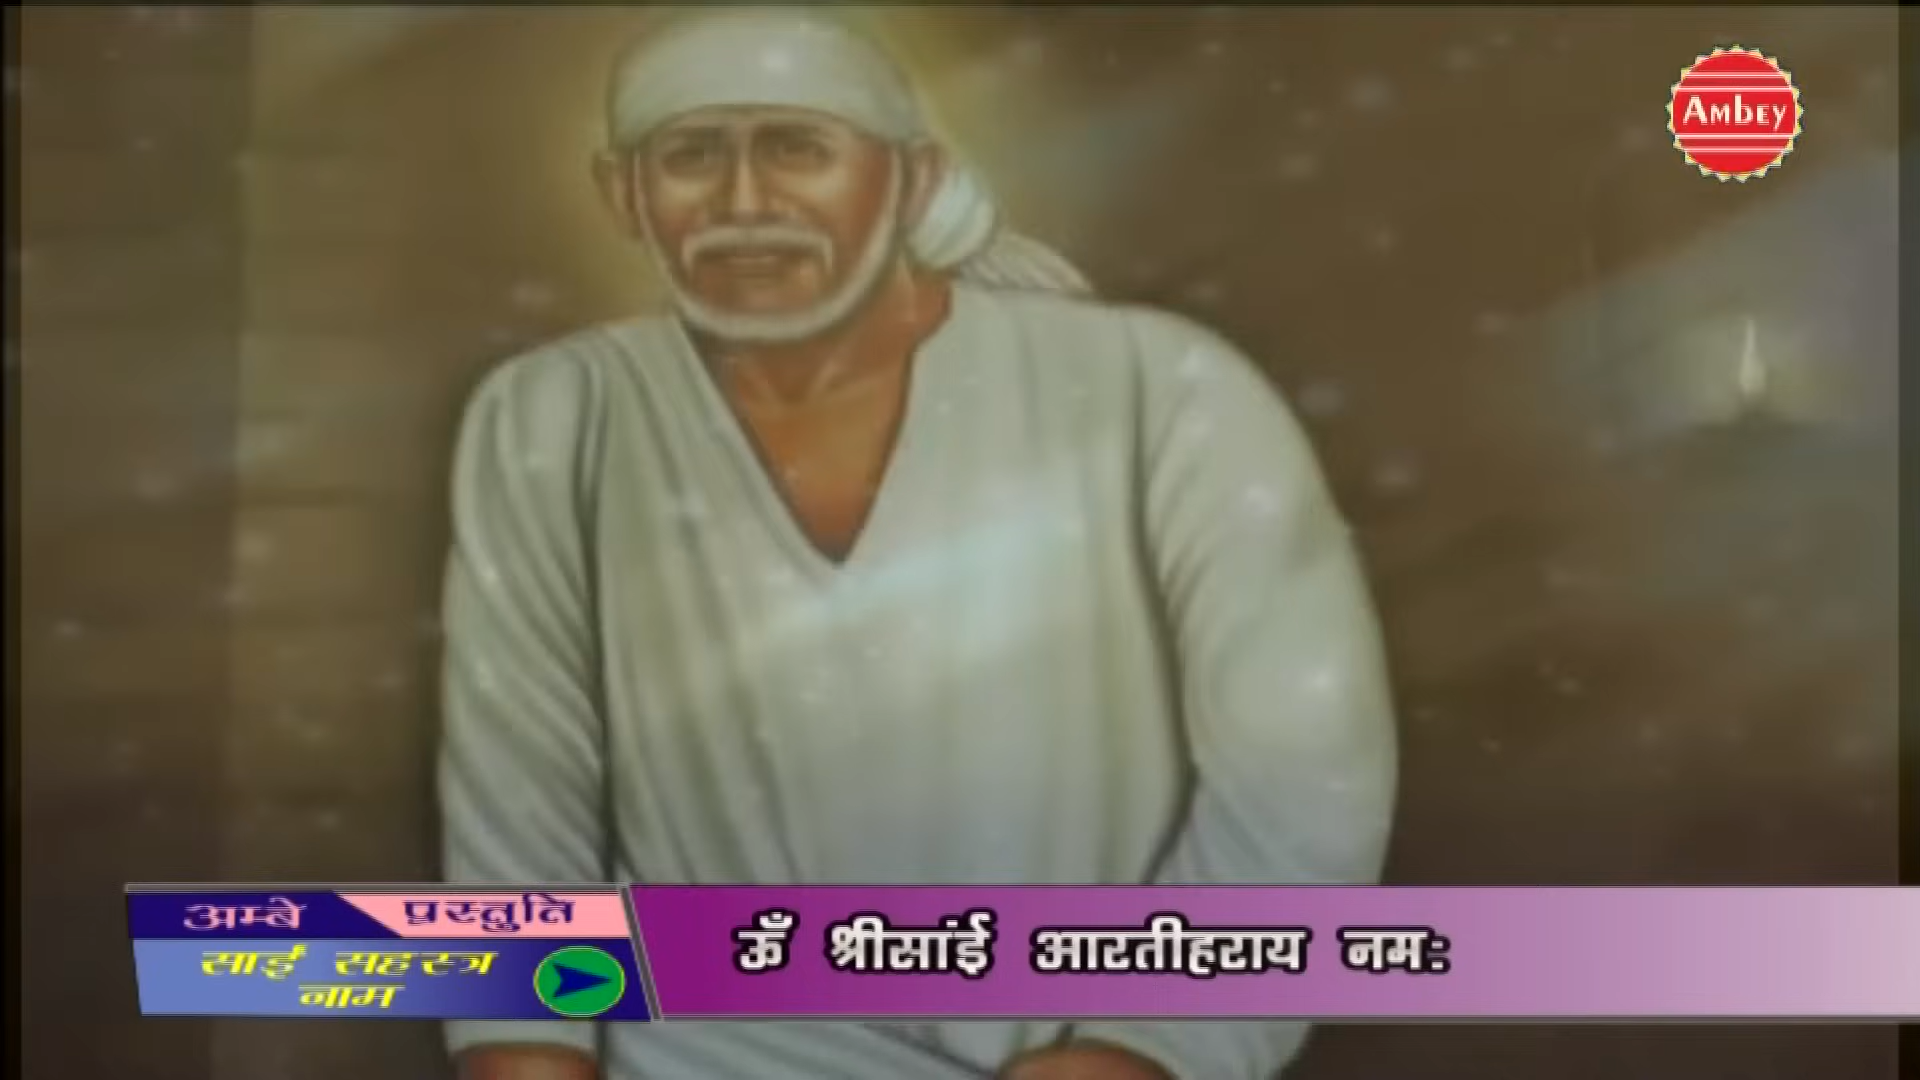 AMbEY
अम्बे प्रस्तुति
साईं सहस्त्र
नाम
ॐ श्रीसांई आरतीहराय नमः